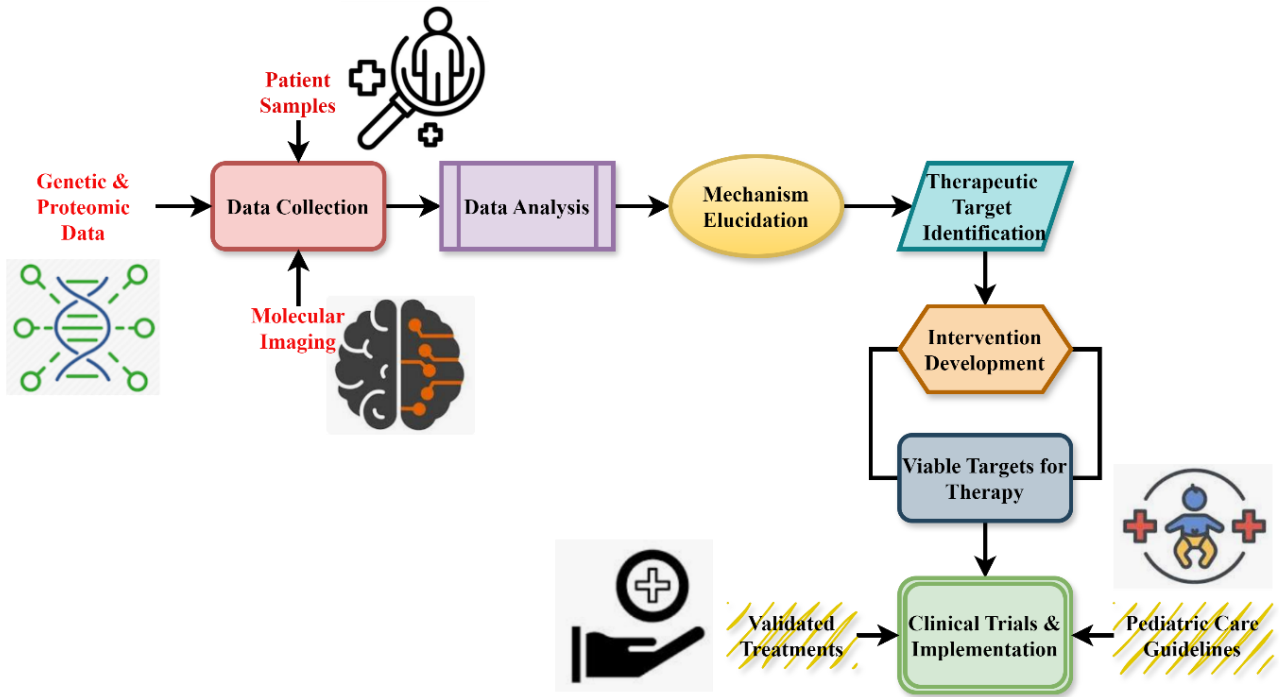 Patient
Samples
Genetic &
Proteomic
Data
Data Collection
Data Analysis
Mechanism
Elucidation
Therapeutic
Target
Identification
Molecular
Imaging
Intervention
Development
Viable Targets for
Therapy
Validated
Treatments
Clinical Trials &
Implementation
Pediatric Care
Guidelines